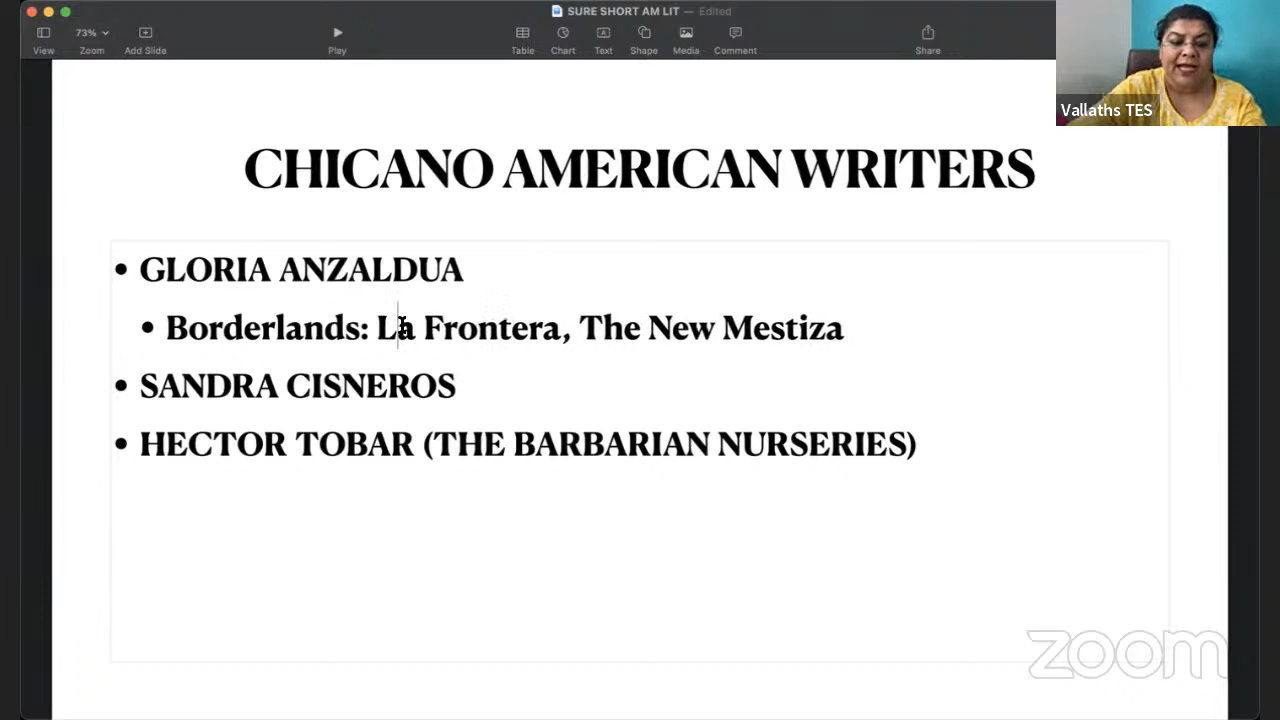 SURE SHORT AM LIT — Edited
73%
View Zoom Add Slide Play Table Chart Text Shape Media Comment Share
Vallaths TES
CHICANO AMERICAN WRITERS
• GLORIA ANZALDUA
• Borderlands: La Frontera, The New Mestiza
• SANDRA CISNEROS
• HECTOR TOBAR (THE BARBARIAN NURSERIES)
zoom